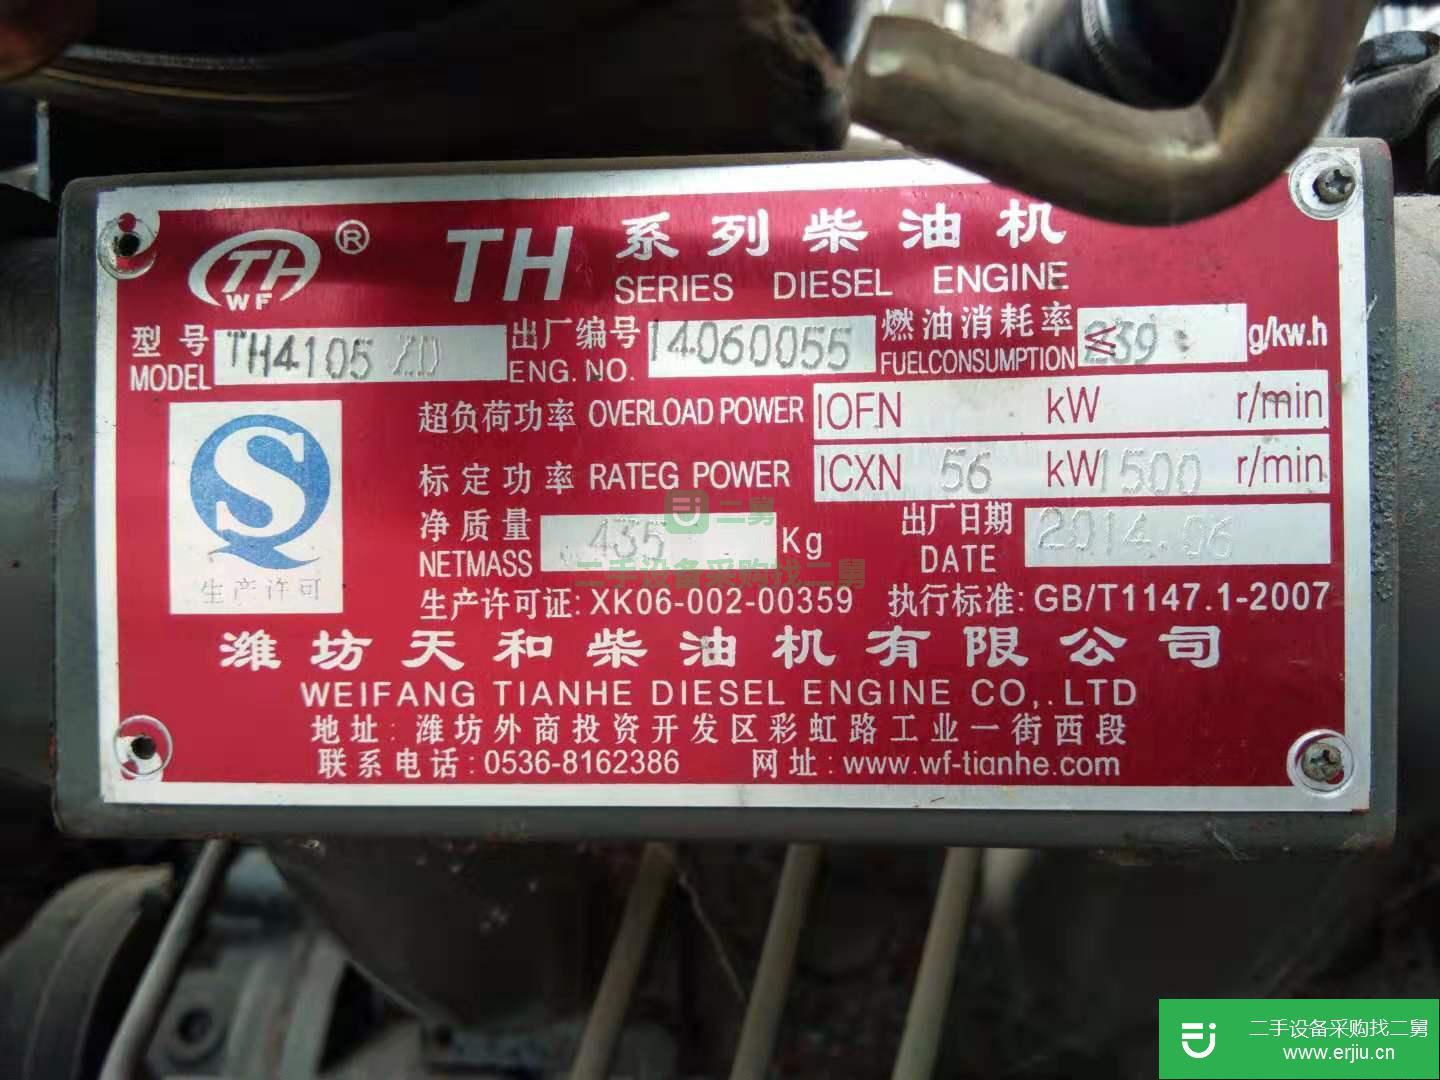 TH WF ® TH 系列柴油机
SERIES DIESEL ENGINE
型号 TH4105ZD 出厂编号 14060055 燃油消耗率 ≤239 g/kw.h
MODEL ENG. NO. FUELCONSUMPTION
超负荷功率 OVERLOAD POWER IOFN kW r/min
标定功率 RATEG POWER ICXN 56 kW 1500 r/min
净质量 435 Kg 出厂日期 2014.06
NETMASS DATE
S 生产许可
生产许可证: XK06-002-00359 执行标准: GB/T1147.1-2007
潍坊天和柴油机有限公司
WEIFANG TIANHE DIESEL ENGINE CO,.LTD
地址: 潍坊外商投资开发区彩虹路工业一街西段
联系电话: 0536-8162386 网址: www.wf-tianhe.com
二舅
二手设备采购找二舅
二手设备采购找二舅
www.erjiu.cn